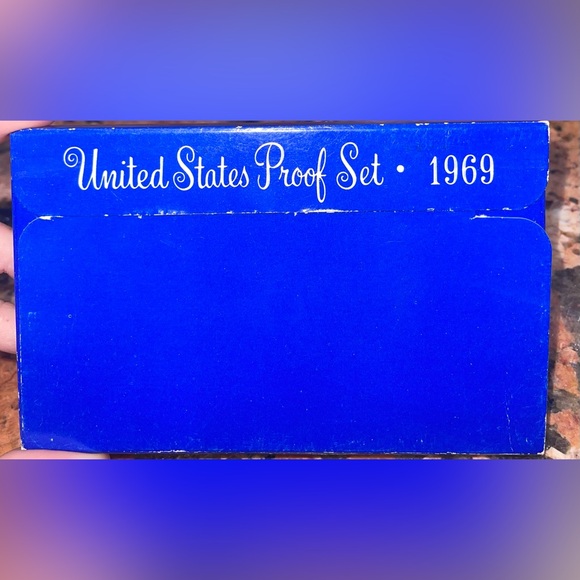 United States Proof Set • 1969